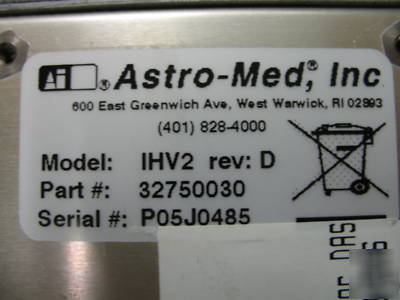 Ai ® Astro-Med,® Inc
600 East Greenwich Ave, West Warwick, RI 02893
(401) 828-4000
Model: IHV2 rev: D
Part #: 32750030
Serial #: P05J0485
DAS